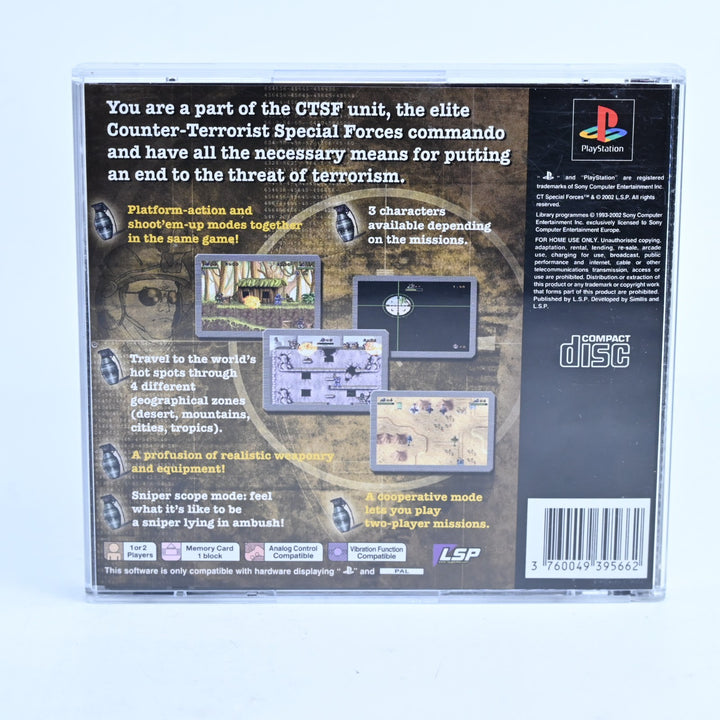 You are a part of the CTSF unit, the elite
Counter-Terrorist Special Forces commando
and have all the necessary means for putting
an end to the threat of terrorism.
Platform-action and
shoot'em-up modes together
in the same game!
3 characters
available depending
on the missions.
Travel to the world's
hot spots through
4 different
geographical zones
(desert, mountains,
cities, tropics).
A profusion of realistic weaponry
and equipment!
Sniper scope mode: feel
what it's like to be
a sniper lying in ambush!
A cooperative mode
lets you play
two-player missions.
1 or 2
Players
Memory Card
1 block
Analog Control
Compatible
Vibration Function
Compatible
LSP
This software is only compatible with hardware displaying " " and PAL
PlayStation
" " and "PlayStation" are registered
trademarks of Sony Computer Entertainment Inc.
CT Special Forces™ & © 2002 L.S.P. All rights
reserved.
Library programmes © 1993-2002 Sony Computer
Entertainment Inc. exclusively licensed to Sony
Computer Entertainment Europe.
FOR HOME USE ONLY. Unauthorised copying,
adaptation, rental, lending, re-sale, arcade
use, charging for use, broadcast, public
performance and internet, cable or other
telecommunications transmission, access or
use are prohibited. Distribution or extraction of
this product or any trademark or copyright work
that forms part of this product are prohibited.
Published by L.S.P. Developed by Similis and
L.S.P.
COMPACT
disc
3 760049 395662